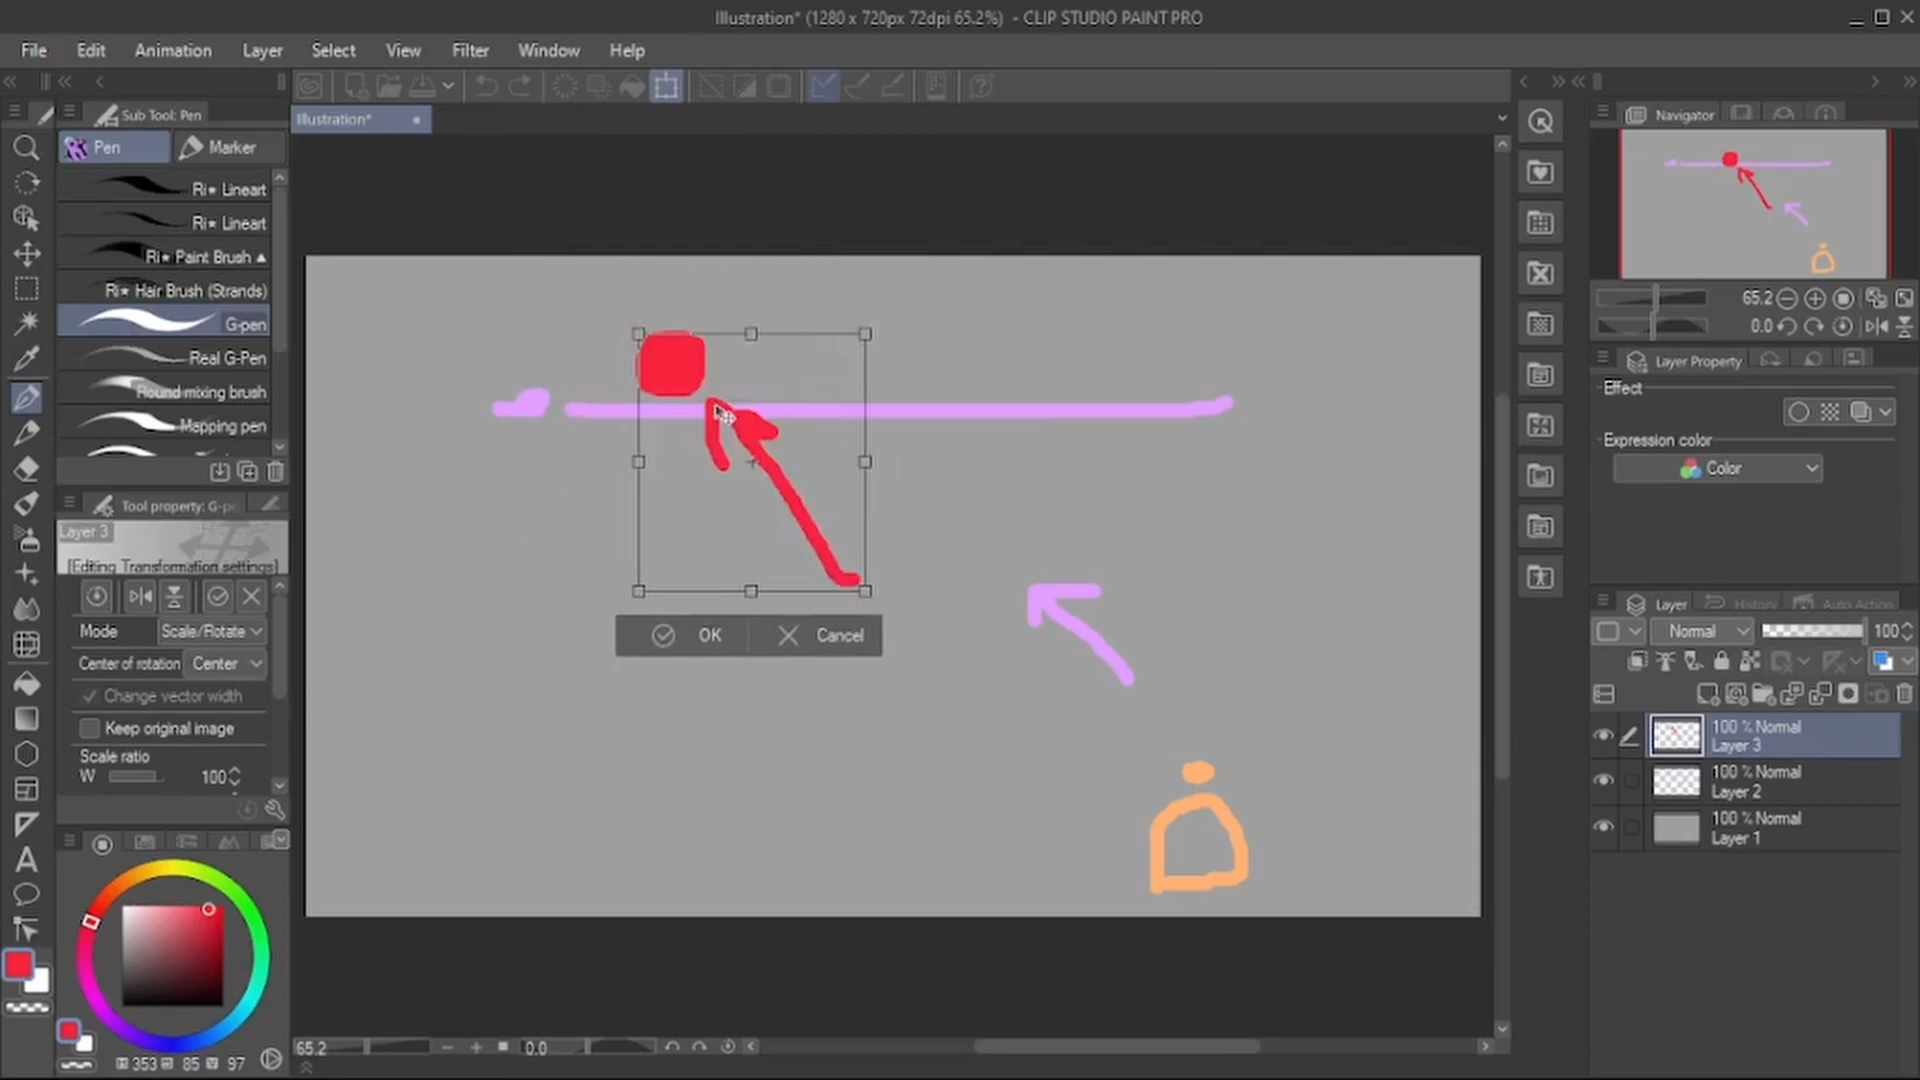 Illustration* (1280 x 720px 72dpi 65.2%) - CLIP STUDIO PAINT PRO
File Edit Animation Layer Select View Filter Window Help
Sub Tool: Pen
Illustration*
Navigator
Pen Marker
Ri★ Lineart
Ri★ Lineart
Ri★ Paint Brush
Ri★ Hair Brush (Strands)
G-pen
Real G-Pen
Round mixing brush
Mapping pen
65.2
0.0
Layer Property
Effect
Expression color
Color
Tool property: G-pe
Layer 3
[Editing Transformation settings]
Mode Scale/Rotate
Center of rotation Center
Change vector width
Keep original image
Scale ratio
W 100
OK Cancel
Layer History Auto Action
Normal 100
100 % Normal
Layer 3
100 % Normal
Layer 2
100 % Normal
Layer 1
H 353 S 85 V 97
65.2 0.0